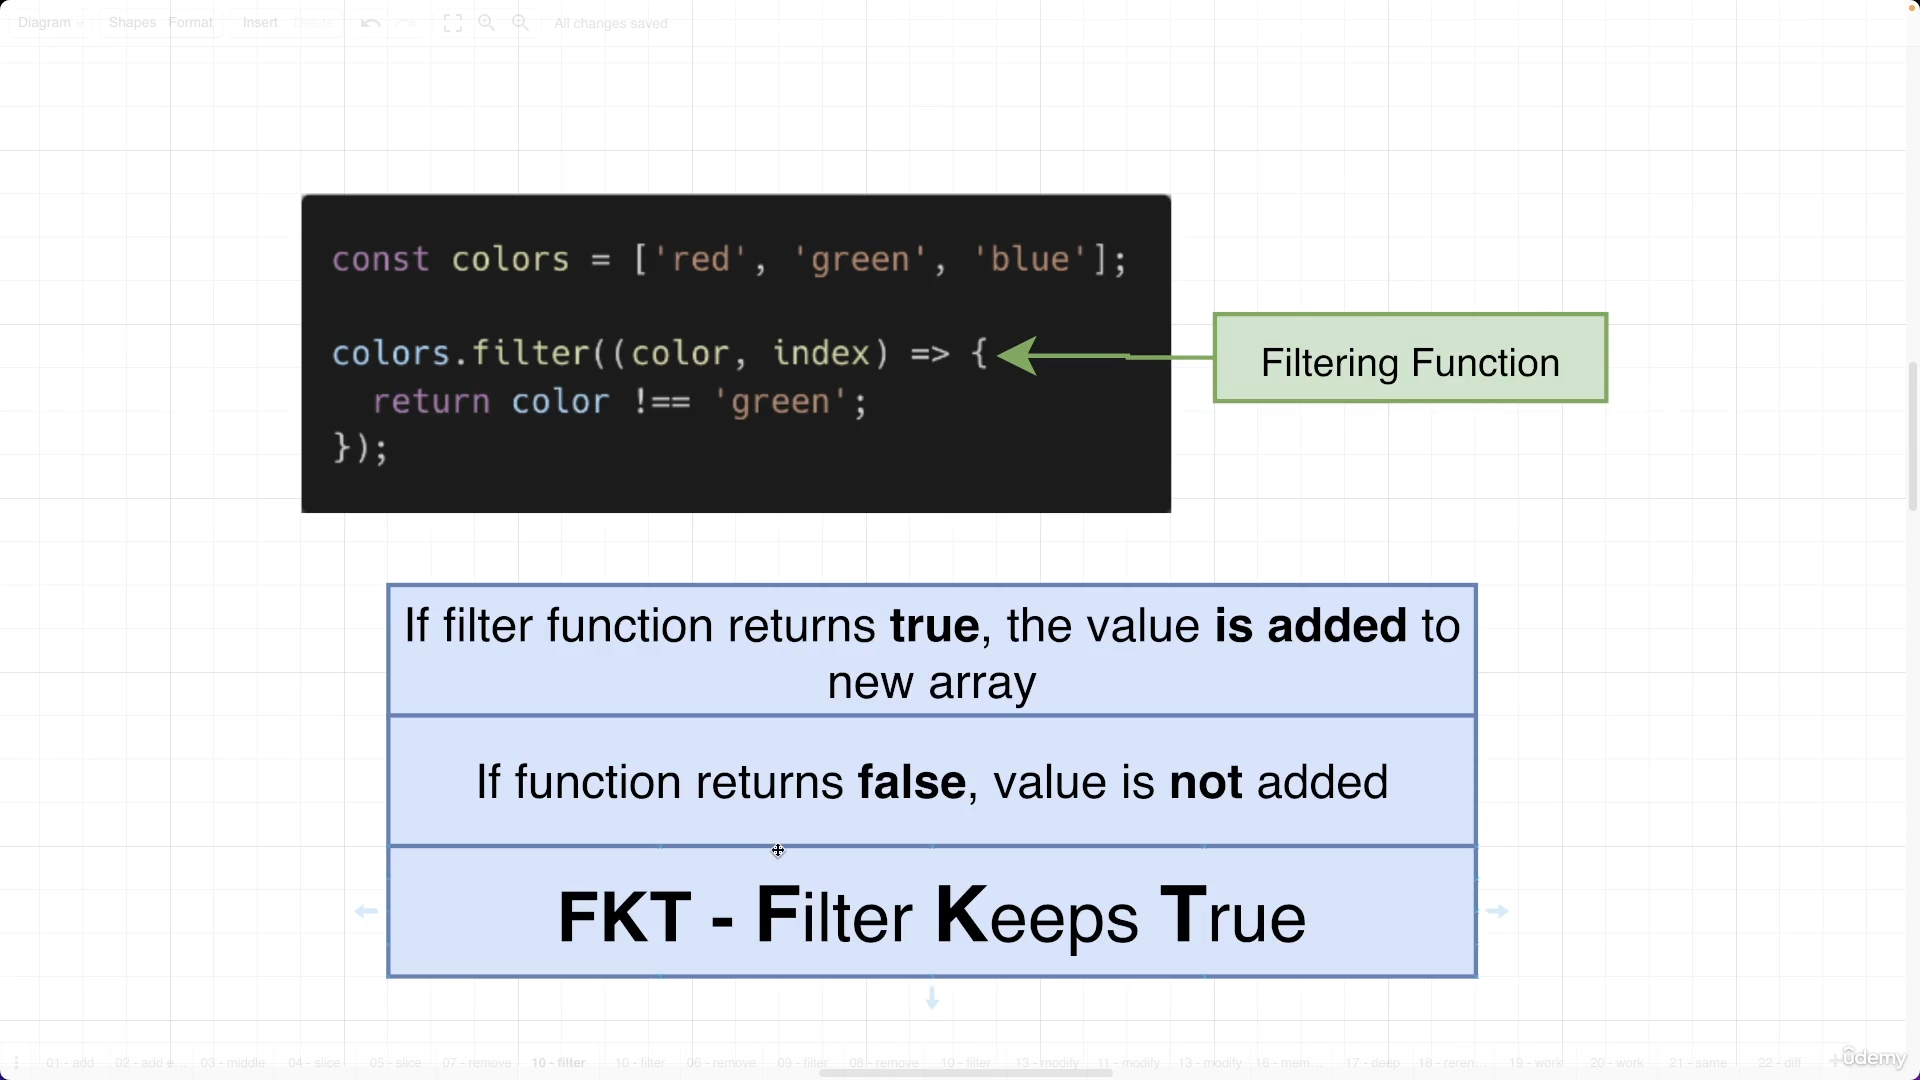 Diagram Shapes Format Insert Delete All changes saved
const colors = ['red', 'green', 'blue'];
colors.filter((color, index) => {
return color !== 'green';
});
Filtering Function
If filter function returns true, the value is added to
new array
If function returns false, value is not added
FKT - Filter Keeps True
01 - add 02 - add e... 03 - middle 04 - slice 05 - slice 07 - remove 10 - filter 10 - filter 06 - remove 09 - filter 08 - remove 10 - filter 13 - modify 11 - modify 13 - modify 16 - mem... 17 - deep 18 - reren... 19 - work 20 - work 21 - same 22 - diff
ûdemy